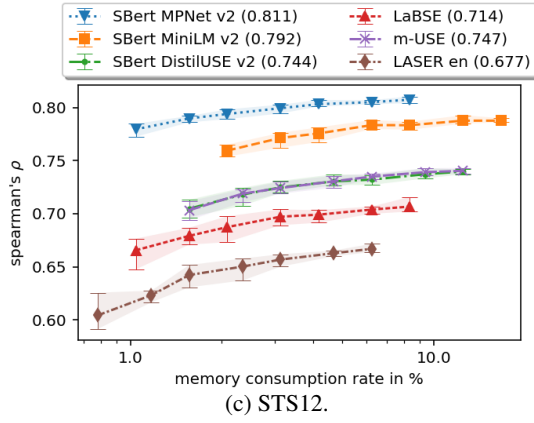 SBert MPNet v2 (0.811)
SBert MiniLM v2 (0.792)
SBert DistilUSE v2 (0.744)
LaBSE (0.714)
m-USE (0.747)
LASER en (0.677)
0.80
0.75
0.70
0.65
0.60
spearman's ρ
1.0
10.0
memory consumption rate in %
(c) STS12.